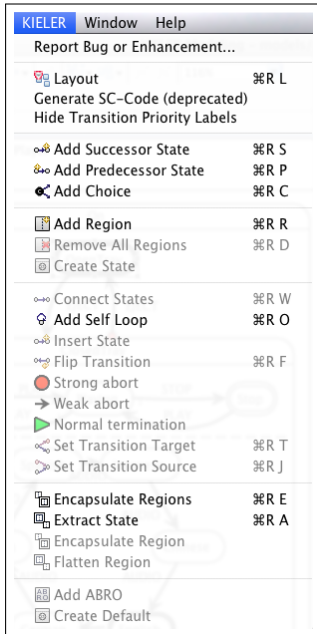 KIELER Window Help
Report Bug or Enhancement...
Layout ⌘R L
Generate SC-Code (deprecated)
Hide Transition Priority Labels
Add Successor State ⌘R S
Add Predecessor State ⌘R P
Add Choice ⌘R C
Add Region ⌘R R
Remove All Regions ⌘R D
Create State
Connect States ⌘R W
Add Self Loop ⌘R O
Insert State
Flip Transition ⌘R F
Strong abort
Weak abort
Normal termination
Set Transition Target ⌘R T
Set Transition Source ⌘R J
Encapsulate Regions ⌘R E
Extract State ⌘R A
Encapsulate Region
Flatten Region
Add ABRO
Create Default